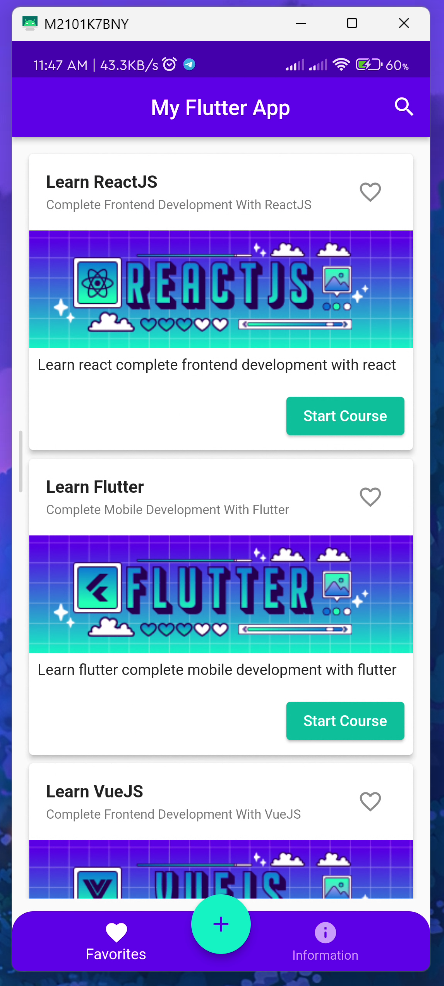 M2101K7BNY
11:47 AM | 43.3KB/s 60%
My Flutter App
Learn ReactJS
Complete Frontend Development With ReactJS
REACTJS
Learn react complete frontend development with react
Start Course
Learn Flutter
Complete Mobile Development With Flutter
FLUTTER
Learn flutter complete mobile development with flutter
Start Course
Learn VueJS
Complete Frontend Development With VueJS
VUEJS
Favorites
Information